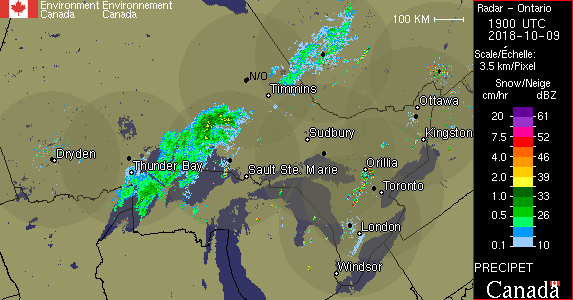 Environment Environnement
Canada Canada
100 KM
N/O
Timmins
Ottawa
Sudbury
Kingston
Dryden
Thunder Bay
Sault Ste. Marie
Orillia
Toronto
London
Windsor
Radar - Ontario
1900 UTC
2018-10-09
Scale/Échelle:
3.5 km/Pixel
Snow/Neige
cm/hr dBZ
20 61
7.5 52
4.0 46
2.0 39
1.0 33
0.5 26
0.1 10
PRECIPET
Canada